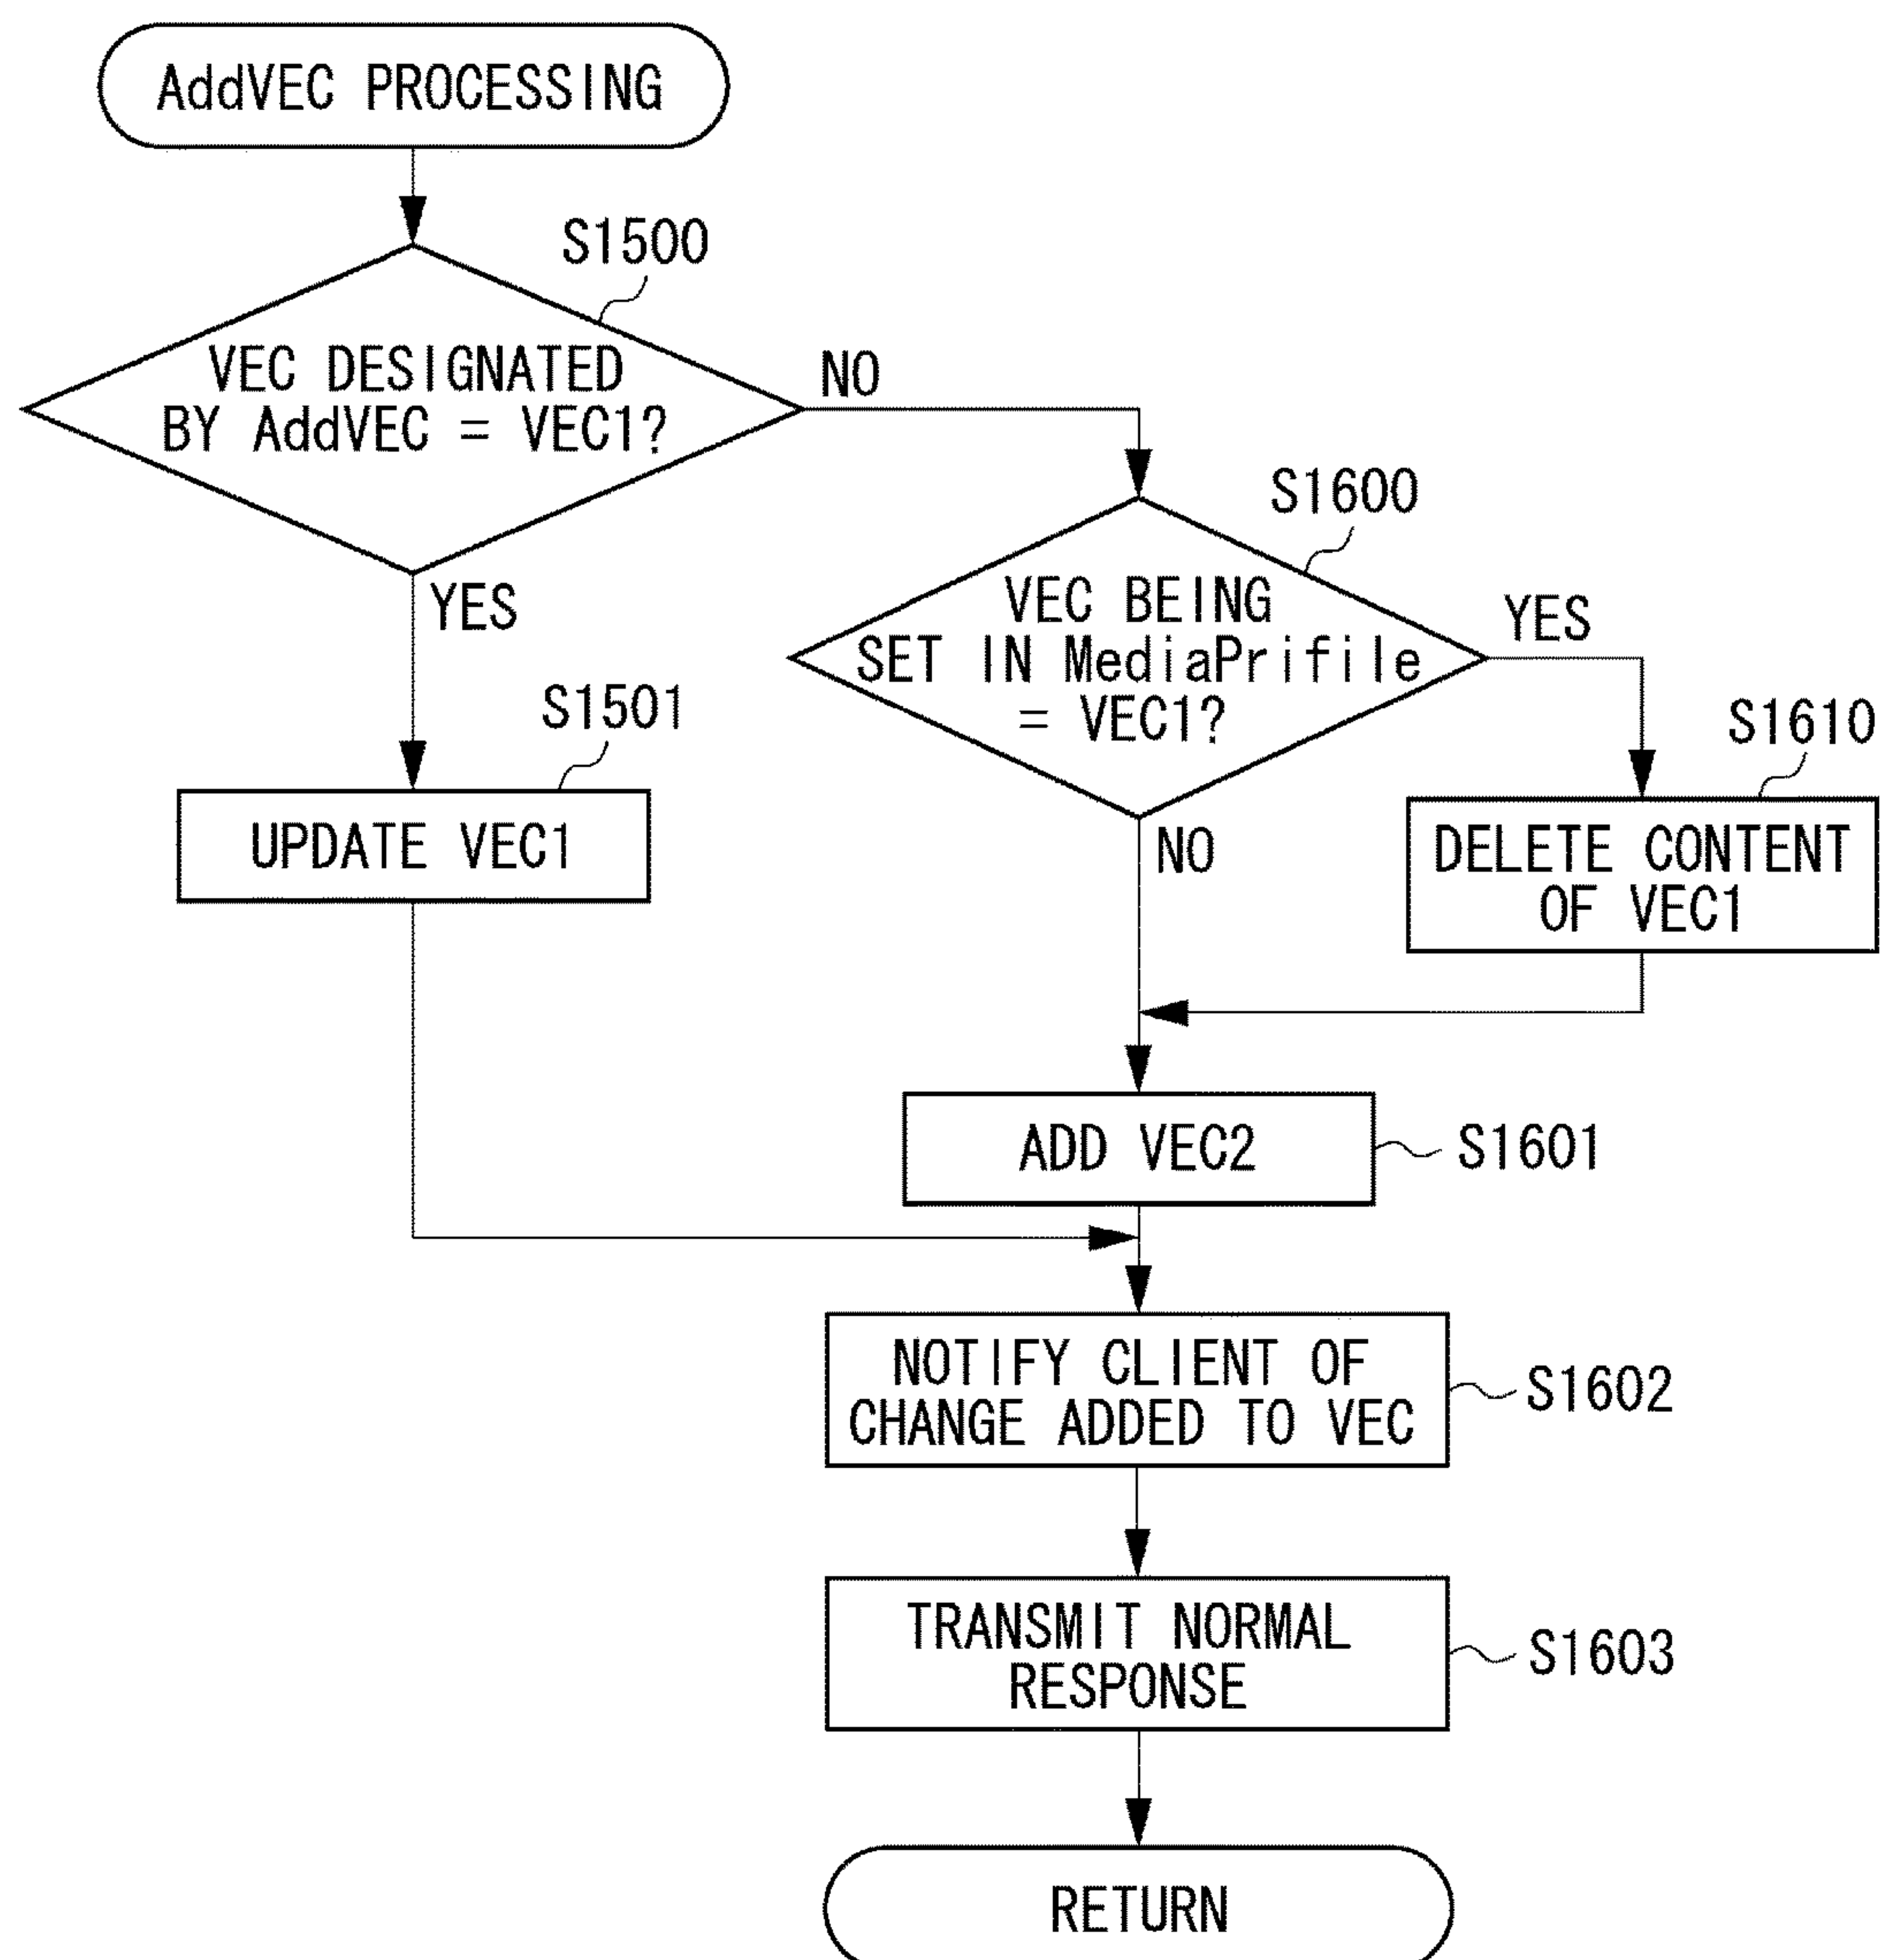 AddVEC PROCESSING
S1500
VEC DESIGNATED
BY AddVEC = VEC1?
NO
YES
S1501
UPDATE VEC1
S1600
VEC BEING
SET IN MediaPrifile
= VEC1?
YES
NO
S1610
DELETE CONTENT
OF VEC1
ADD VEC2
S1601
NOTIFY CLIENT OF
CHANGE ADDED TO VEC
S1602
TRANSMIT NORMAL
RESPONSE
S1603
RETURN